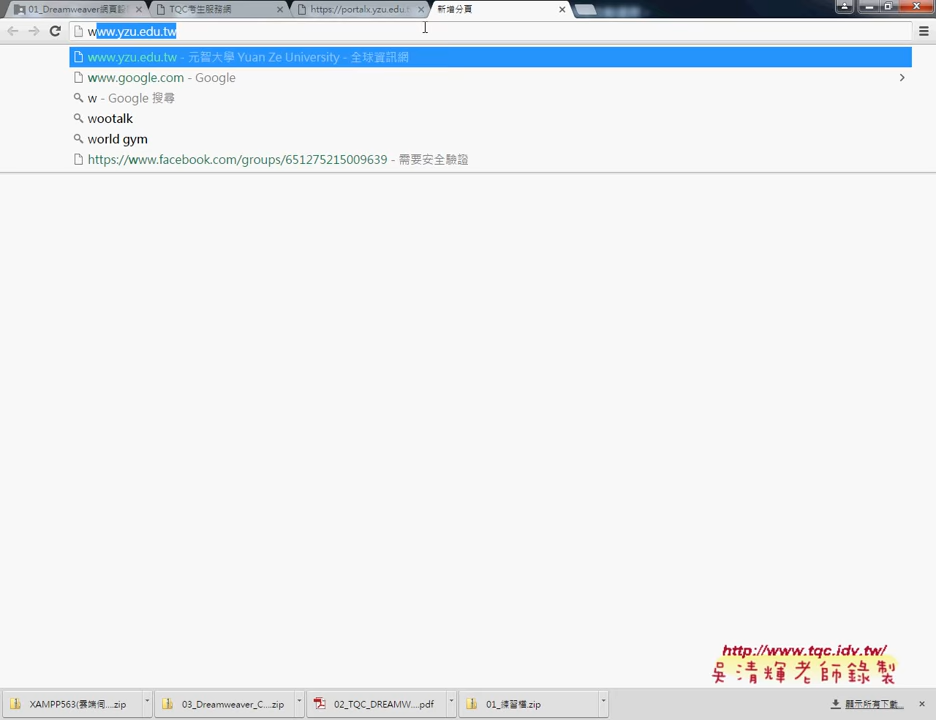 01_Dreamweaver網頁設
TQC考生服務網
https://portalx.yzu.edu.t
新增分頁
www.yzu.edu.tw
www.yzu.edu.tw - 元智大學 Yuan Ze University - 全球資訊網
www.google.com - Google
w - Google 搜尋
wootalk
world gym
https://www.facebook.com/groups/651275215009639 - 需要安全驗證
http://www.tqc.idv.tw/
吳清輝老師錄製
XAMPP563(雲端伺....zip
03_Dreamweaver_C....zip
02_TQC_DREAMW....pdf
01_練習檔.zip
顯示所有下載...